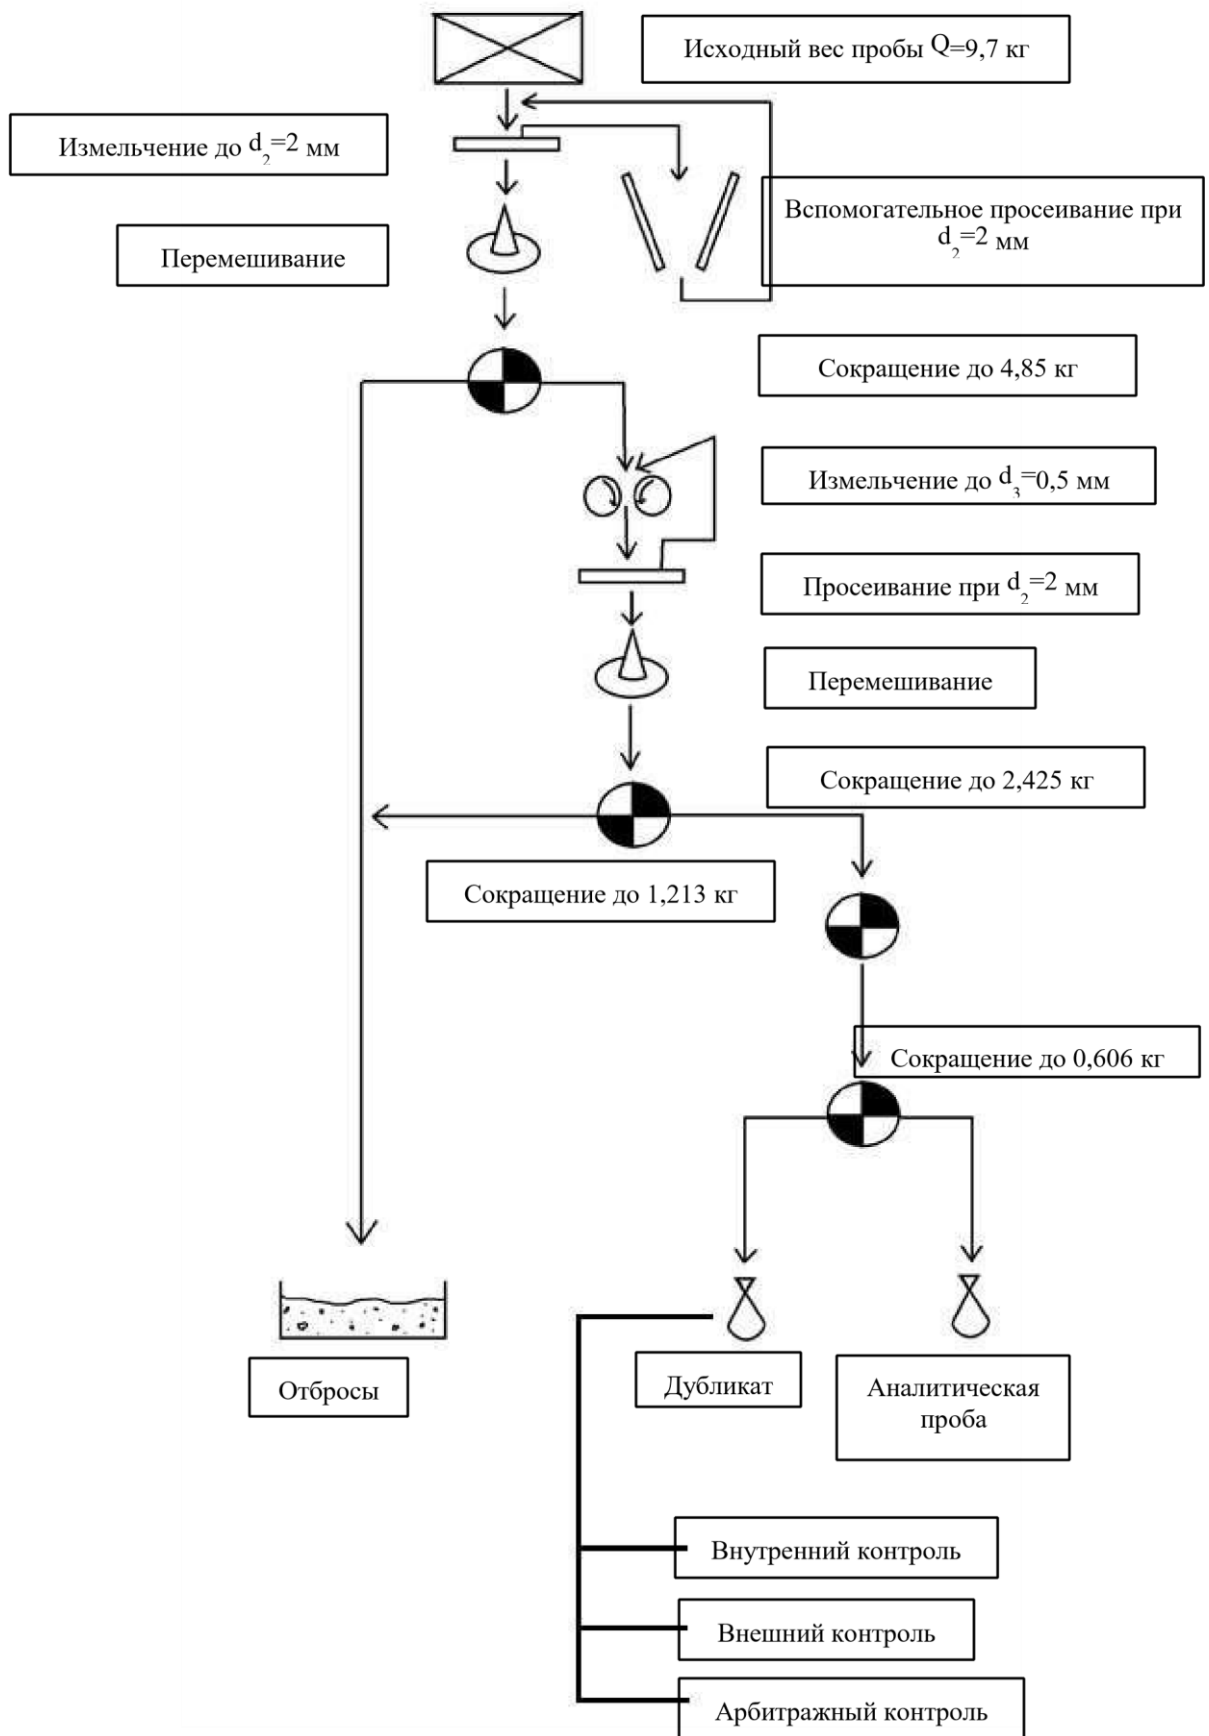 Исходный вес пробы Q=9,7 кг
Измельчение до d₂=2 мм
Вспомогательное просеивание при
d₂=2 мм
Перемешивание
Сокращение до 4,85 кг
Измельчение до d₃=0,5 мм
Просеивание при d₂=2 мм
Перемешивание
Сокращение до 2,425 кг
Сокращение до 1,213 кг
Сокращение до 0,606 кг
Отбросы
Дубликат
Аналитическая
проба
Внутренний контроль
Внешний контроль
Арбитражный контроль